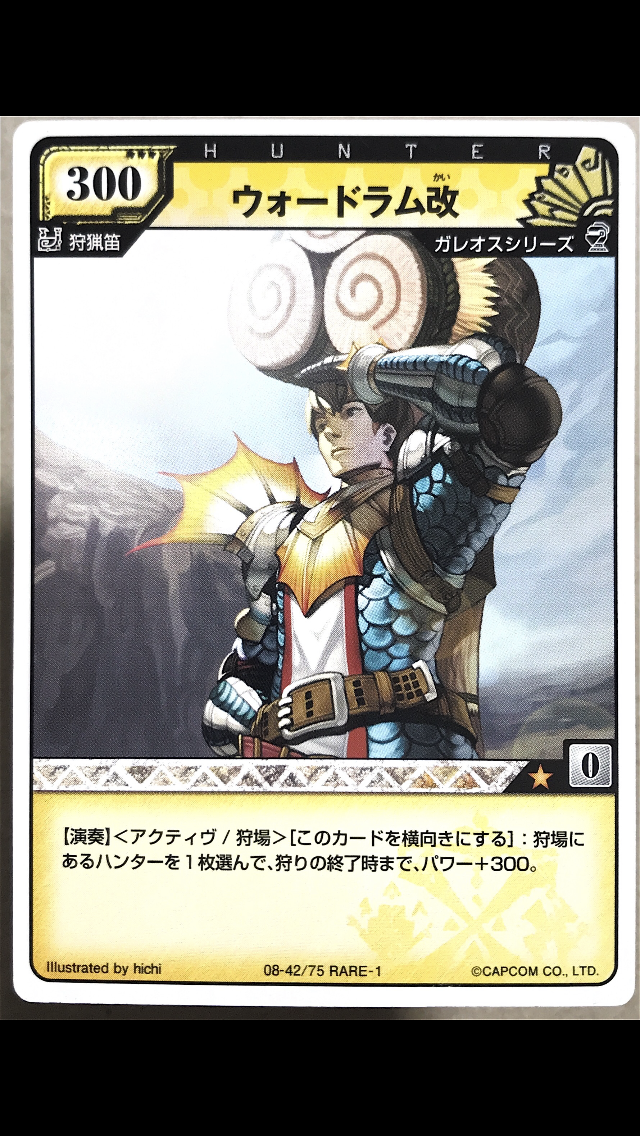 HUNTER
300
かい
ウォードラム改
狩猟笛
ガレオスシリーズ
0
【演奏】<アクティヴ / 狩場>[このカードを横向きにする]：狩場に
あるハンターを1枚選んで、狩りの終了時まで、パワー+300。
Illustrated by hichi
08-42/75 RARE-1
©CAPCOM CO., LTD.